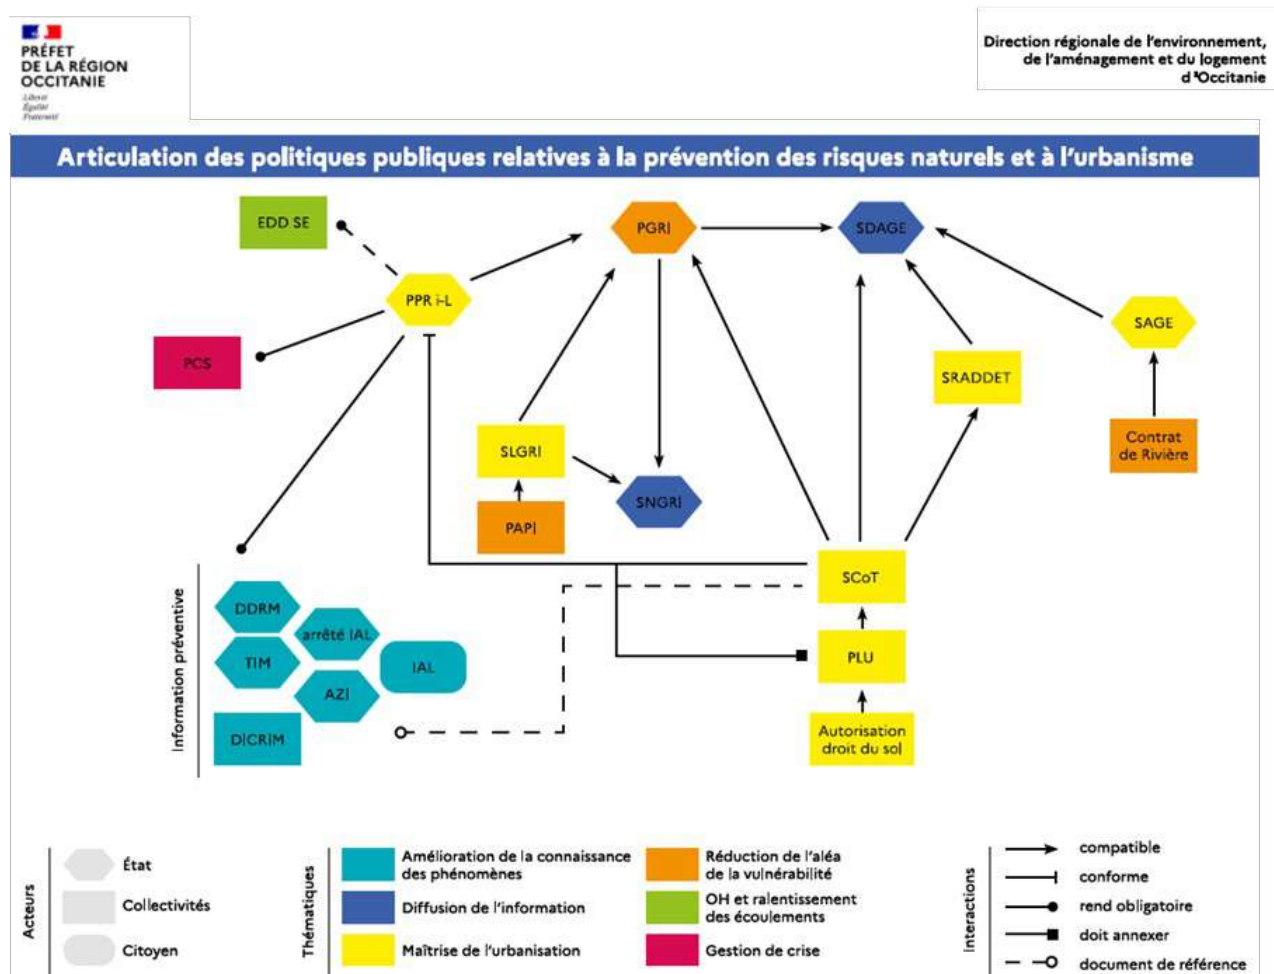 PRÉFET
DE LA RÉGION
OCCITANIE
Liberté
Égalité
Fraternité
Direction régionale de l'environnement,
de l'aménagement et du logement
d'Occitanie
Articulation des politiques publiques relatives à la prévention des risques naturels et à l'urbanisme
EDD SE
PGRI
SDAGE
PPR i-L
SAGE
PCS
SRADDET
SLGRI
Contrat
de Rivière
SNGRI
PAPI
SCoT
Information préventive
DDRM
arrêté IAL
TIM
IAL
PLU
AZI
DICRIM
Autorisation
droit du sol
Acteurs
État
Collectivités
Citoyen
Thématiques
Amélioration de la connaissance
des phénomènes
Diffusion de l'information
Maîtrise de l'urbanisation
Réduction de l'aléa
de la vulnérabilité
OH et ralentissement
des écoulements
Gestion de crise
Interactions
compatible
conforme
rend obligatoire
doit annexer
document de référence